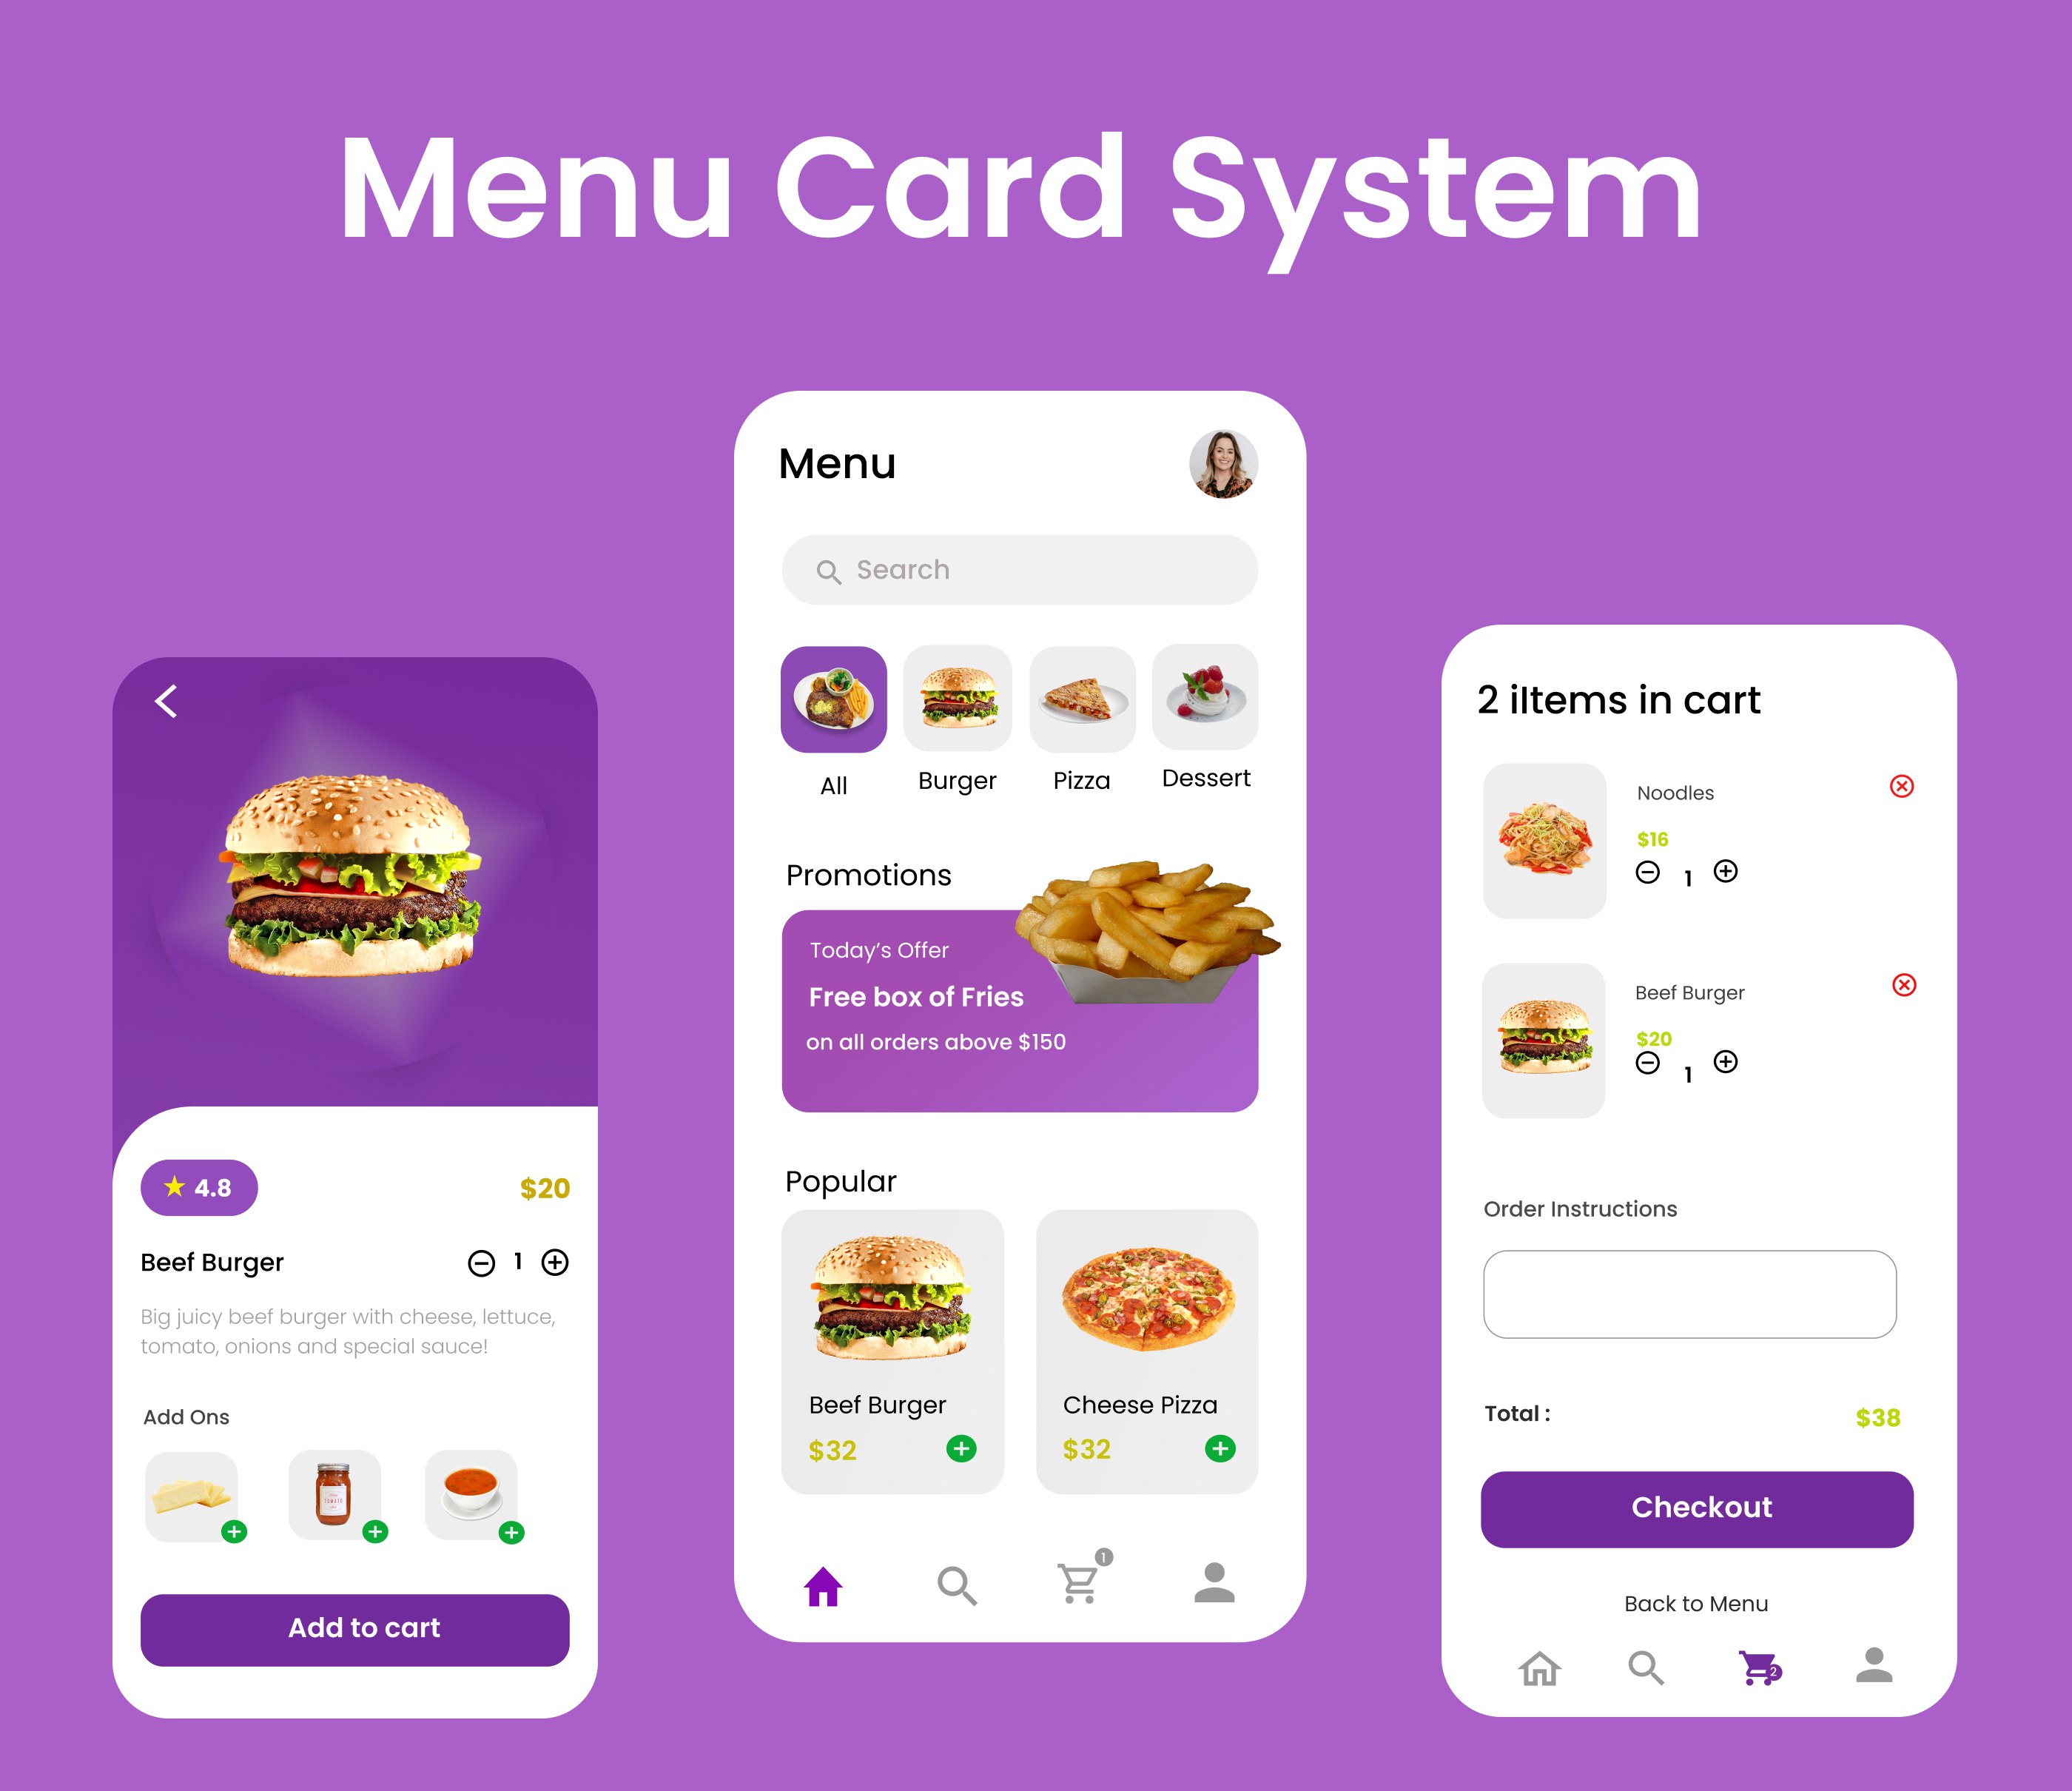 Menu Card System
4.8
$20
Beef Burger
1
Big juicy beef burger with cheese, lettuce,
tomato, onions and special sauce!
Add Ons
TOMATO
Add to cart
Menu
Search
All
Burger
Pizza
Dessert
Promotions
Today’s Offer
Free box of Fries
on all orders above $150
Popular
Beef Burger
$32
Cheese Pizza
$32
1
2 iItems in cart
Noodles
$16
1
Beef Burger
$20
1
Order Instructions
Total :
$38
Checkout
Back to Menu
2